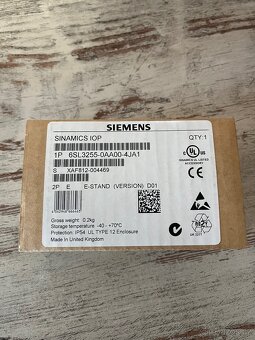 SIEMENS
SINAMICS IOP
QTY:1
1P 6SL3255-0AA00-4JA1
S XAF812-004469
2P E E-STAND (VERSION) D01
Gross weight: 0.2kg
Storage temperature -40 - +70ºC
Protection: IP54 UL TYPE 12 Enclosure
Made in United Kingdom